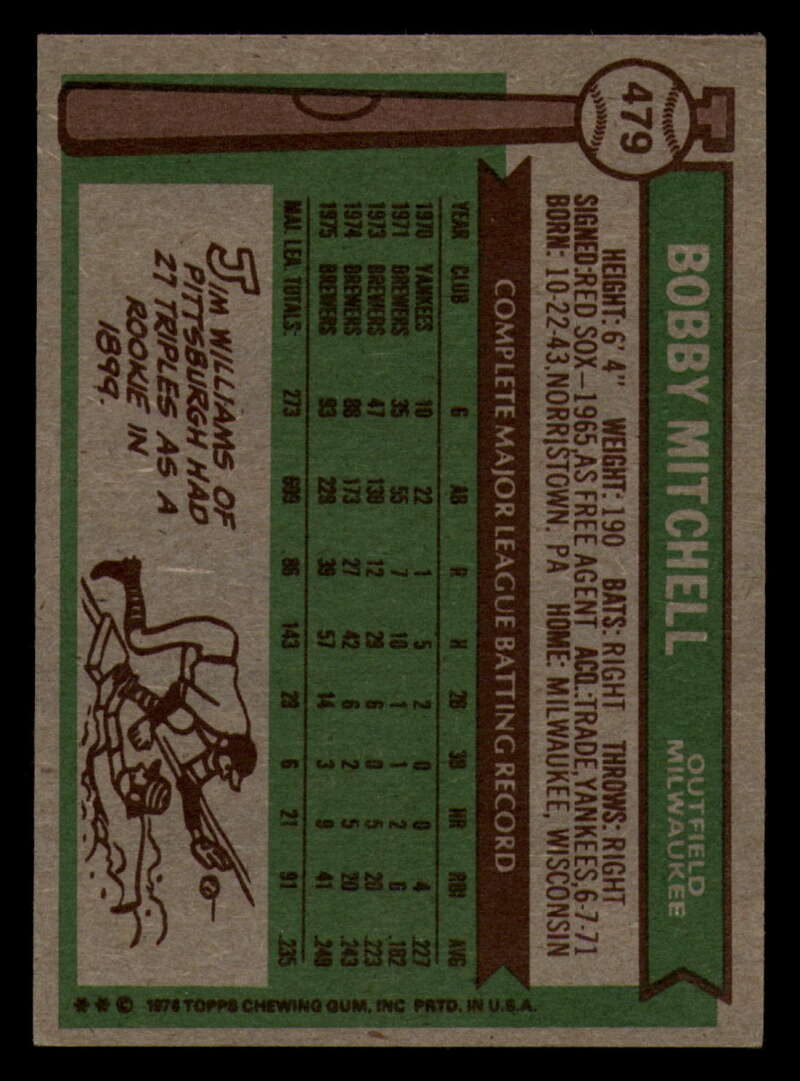 479
BOBBY MITCHELL
OUTFIELD
MILWAUKEE
HEIGHT: 6' 4" WEIGHT: 190 BATS: RIGHT THROWS: RIGHT
SIGNED: RED SOX—1965, AS FREE AGENT ACQ.: TRADE, YANKEES, 6-7-71
BORN: 10-22-43, NORRISTOWN, PA HOME: MILWAUKEE, WISCONSIN
COMPLETE MAJOR LEAGUE BATTING RECORD
YEAR CLUB G AB R H 2B 3B HR RBI AVG
1970 YANKEES 10 22 1 5 2 0 0 4 .227
1971 BREWERS 35 55 7 10 1 1 2 6 .182
1973 BREWERS 47 130 12 29 6 0 5 20 .223
1974 BREWERS 88 173 27 42 6 2 5 20 .243
1975 BREWERS 93 229 39 57 14 3 9 41 .249
MAJ. LEA. TOTALS: 273 609 86 143 29 6 21 91 .235
JIM WILLIAMS OF
PITTSBURGH HAD
27 TRIPLES AS A
ROOKIE IN
1899.
** © 1976 TOPPS CHEWING GUM, INC PRTD. IN U.S.A.